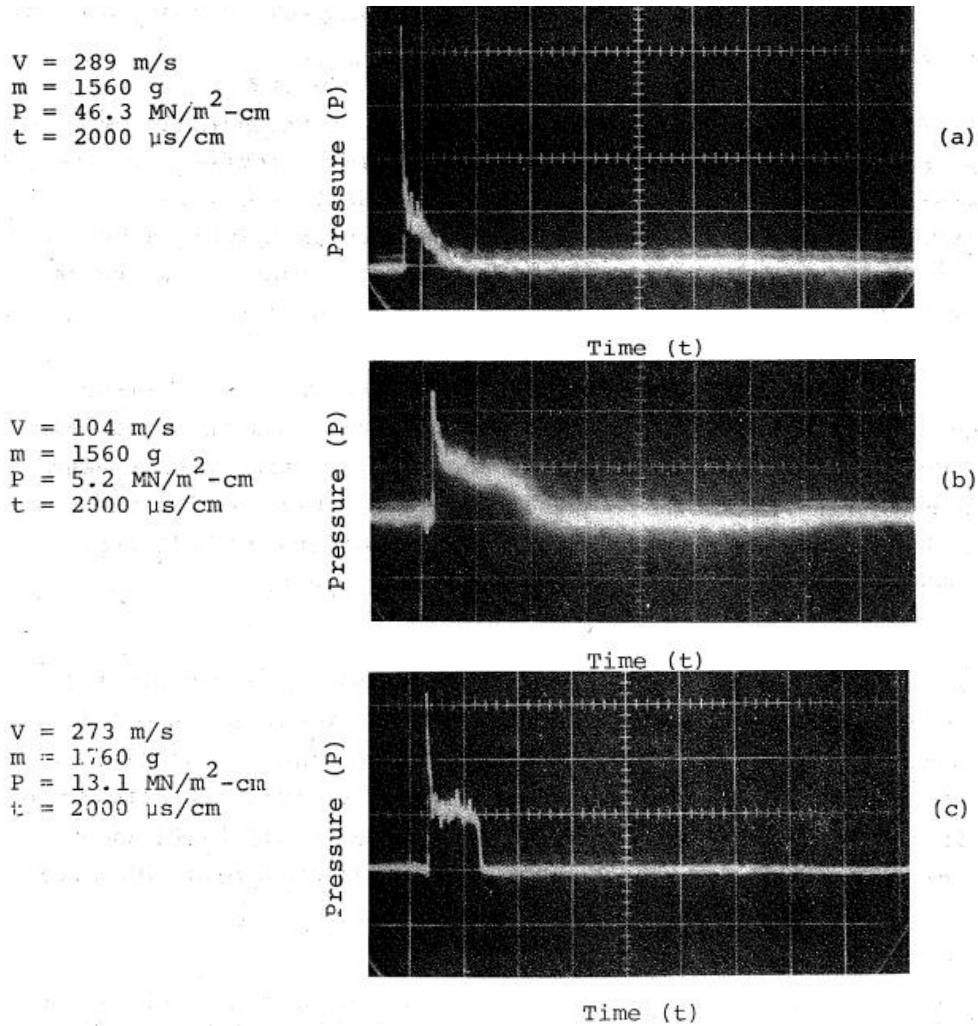 V = 289 m/s
m = 1560 g
P = 46.3 MN/m²-cm
t = 2000 µs/cm
Pressure (P)
(a)
Time (t)
V = 104 m/s
m = 1560 g
P = 5.2 MN/m²-cm
t = 2000 µs/cm
Pressure (P)
(b)
Time (t)
V = 273 m/s
m = 1760 g
P = 13.1 MN/m²-cm
t = 2000 µs/cm
Pressure (P)
(c)
Time (t)